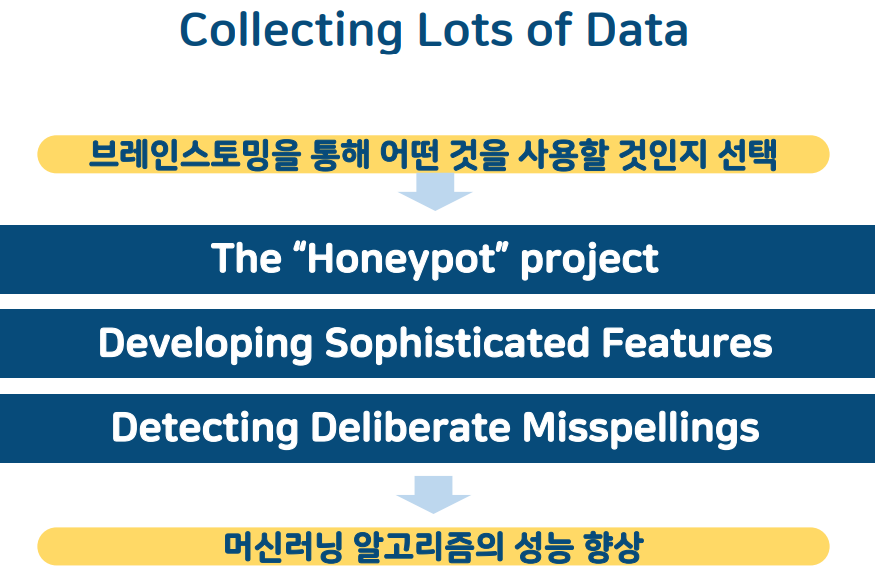 Collecting Lots of Data
브레인스토밍을 통해 어떤 것을 사용할 것인지 선택
The “Honeypot” project
Developing Sophisticated Features
Detecting Deliberate Misspellings
머신러닝 알고리즘의 성능 향상